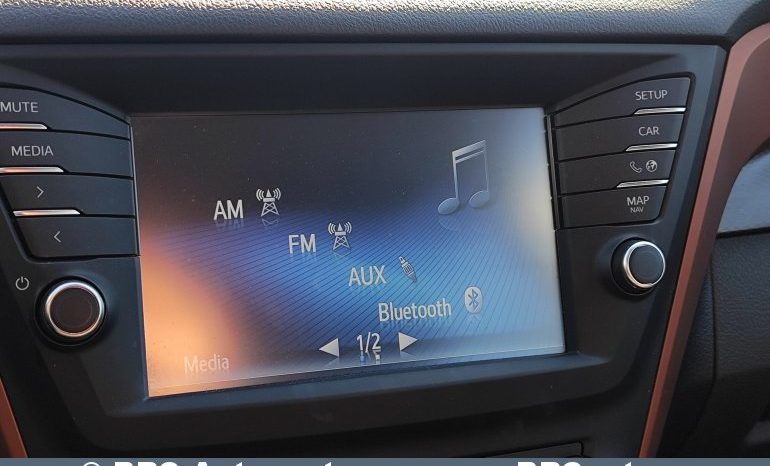 MUTE
MEDIA
>
<
SETUP
CAR
MAP
NAV
AM
FM
AUX
Bluetooth
◀ 1/2 ▶
Media